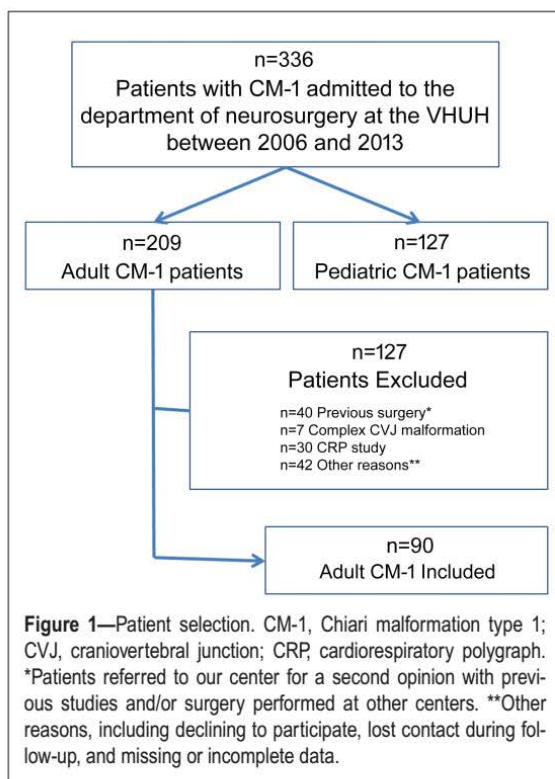 n=336
Patients with CM-1 admitted to the
department of neurosurgery at the VHUH
between 2006 and 2013
n=209
Adult CM-1 patients
n=127
Pediatric CM-1 patients
n=127
Patients Excluded
n=40 Previous surgery*
n=7 Complex CVJ malformation
n=30 CRP study
n=42 Other reasons**
n=90
Adult CM-1 Included
Figure 1—Patient selection. CM-1, Chiari malformation type 1;
CVJ, craniovertebral junction; CRP, cardiorespiratory polygraph.
*Patients referred to our center for a second opinion with previ-
ous studies and/or surgery performed at other centers. **Other
reasons, including declining to participate, lost contact during fol-
low-up, and missing or incomplete data.